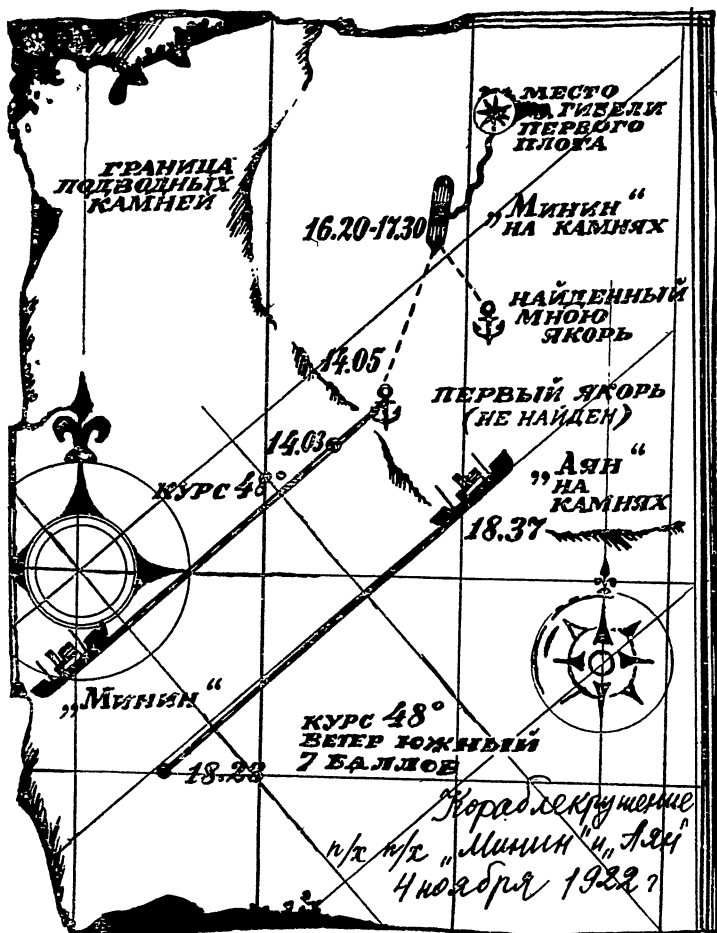 МЕСТО
ГИБЕЛИ
ПЕРВОГО
ПЛОТА
ГРАНИЦА
ПОДВОДНЫХ
КАМНЕЙ
16.20-17.30
„МИНИН“
НА КАМНЯХ
НАЙДЕННЫЙ
МНОЮ
ЯКОРЬ
14.05
ПЕРВЫЙ ЯКОРЬ
(НЕ НАЙДЕН)
14.03
КУРС 48°
„АЯН“
НА
КАМНЯХ
18.37
„МИНИН“
КУРС 48°
ВЕТЕР ЮЖНЫЙ
7 БАЛЛОВ
18.28
Кораблекрушение
п/х п/х „Минин“ и „Аян“
4 ноября 1922 г